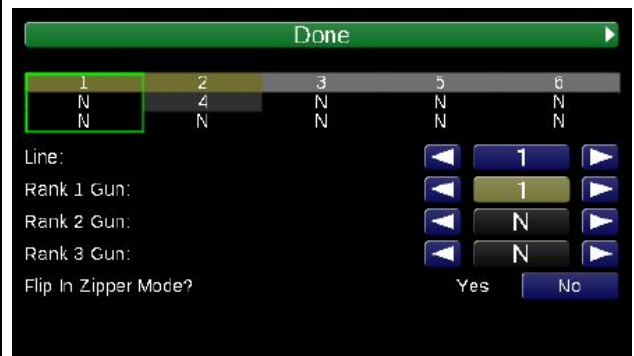 Done
1 2 3 5 6
N 4 N N N
N N N N N
Line: 1
Rank 1 Gun: 1
Rank 2 Gun: N
Rank 3 Gun: N
Flip In Zipper Mode? Yes No